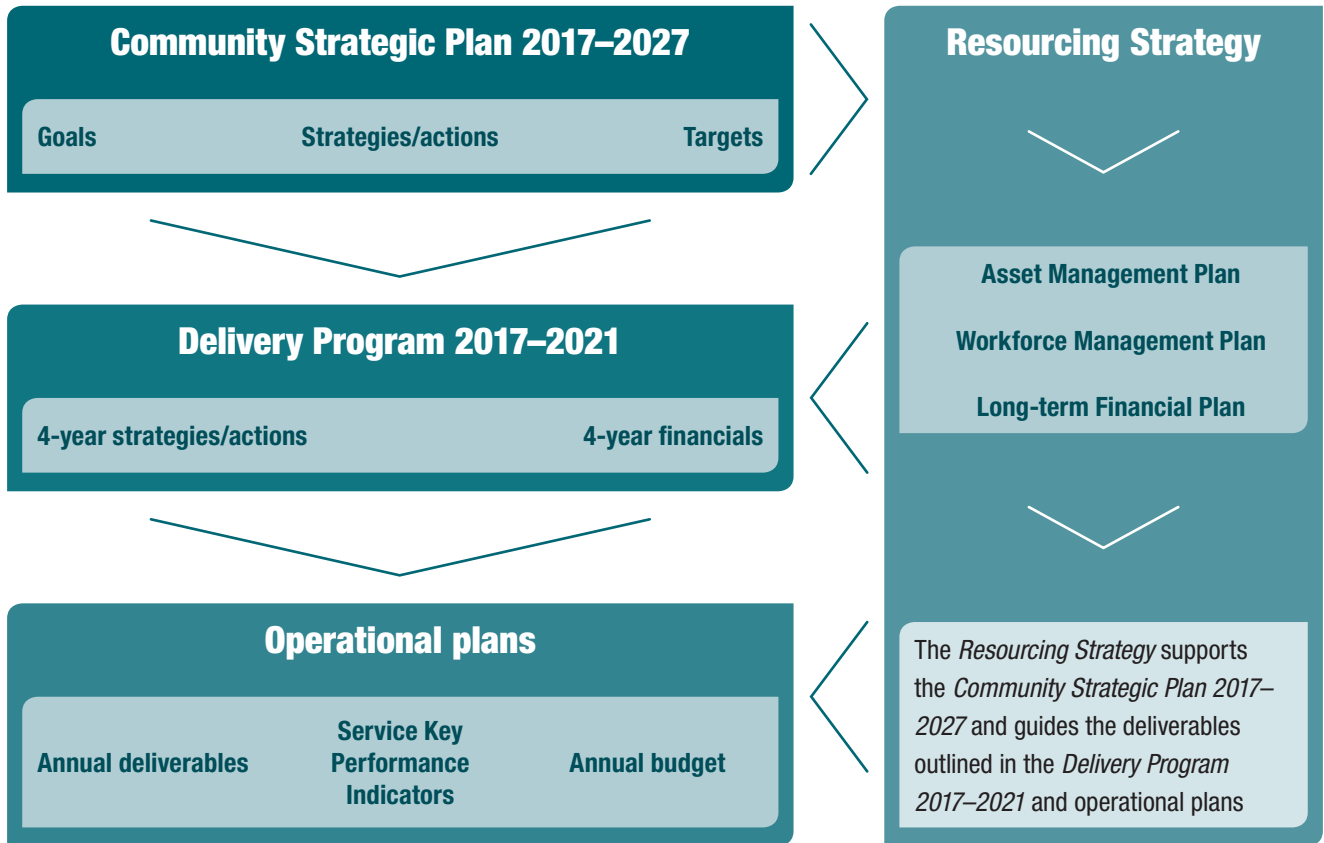 Community Strategic Plan 2017–2027
Goals
Strategies/actions
Targets
Delivery Program 2017–2021
4-year strategies/actions
4-year financials
Operational plans
Annual deliverables
Service Key
Performance
Indicators
Annual budget
Resourcing Strategy
Asset Management Plan
Workforce Management Plan
Long-term Financial Plan
The Resourcing Strategy supports
the Community Strategic Plan 2017–
2027 and guides the deliverables
outlined in the Delivery Program
2017–2021 and operational plans